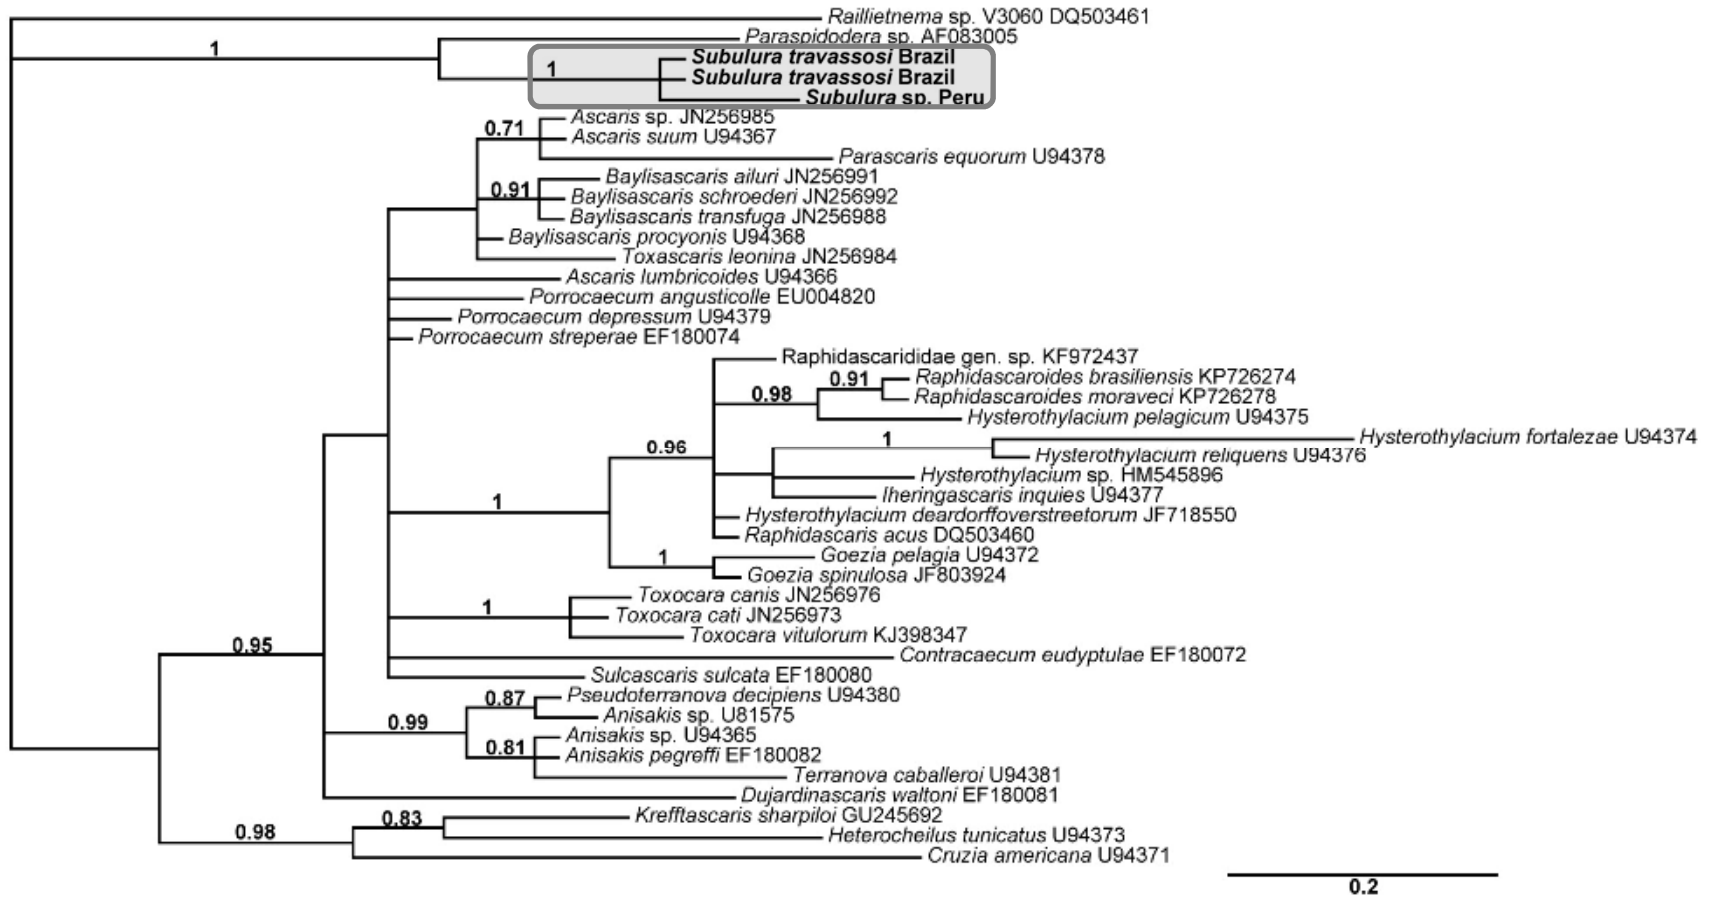 Raillietnema sp. V3060 DQ503461
Paraspidodera sp. AF083005
1
Subulura travassosi Brazil
1
Subulura travassosi Brazil
Subulura sp. Peru
Ascaris sp. JN256985
0.71
Ascaris suum U94367
Parascaris equorum U94378
Baylisascaris ailuri JN256991
0.91
Baylisascaris schroederi JN256992
Baylisascaris transfuga JN256988
Baylisascaris procyonis U94368
Toxascaris leonina JN256984
Ascaris lumbricoides U94366
Porrocaecum angusticolle EU004820
Porrocaecum depressum U94379
Porrocaecum streperae EF180074
Raphidascarididae gen. sp. KF972437
0.91
Raphidascaroides brasiliensis KP726274
0.98
Raphidascaroides moraveci KP726278
Hysterothylacium pelagicum U94375
1
Hysterothylacium fortalezae U94374
0.96
Hysterothylacium reliquens U94376
Hysterothylacium sp. HM545896
Iheringascaris inquies U94377
1
Hysterothylacium deardorffoverstreetorum JF718550
Raphidascaris acus DQ503460
1
Goezia pelagia U94372
Goezia spinulosa JF803924
Toxocara canis JN256976
1
Toxocara cati JN256973
Toxocara vitulorum KJ398347
0.95
Contracaecum eudyptulae EF180072
Sulcascaris sulcata EF180080
0.87
Pseudoterranova decipiens U94380
0.99
Anisakis sp. U81575
Anisakis sp. U94365
0.81
Anisakis pegreffi EF180082
Terranova caballeroi U94381
Dujardinascaris waltoni EF180081
0.83
Krefftascaris sharpiloi GU245692
0.98
Heterocheilus tunicatus U94373
Cruzia americana U94371
0.2